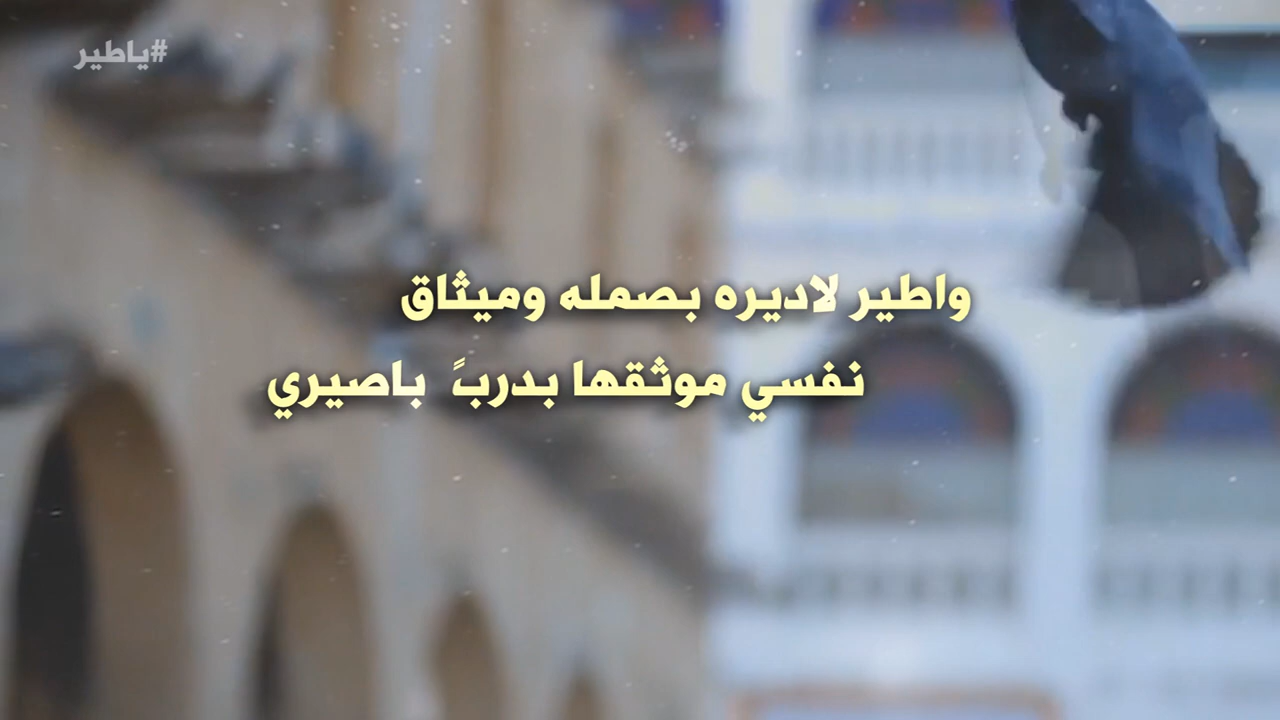 #ياطير
واطير لاديره بصمله وميثاق
نفسي موثقها بدربً باصيري